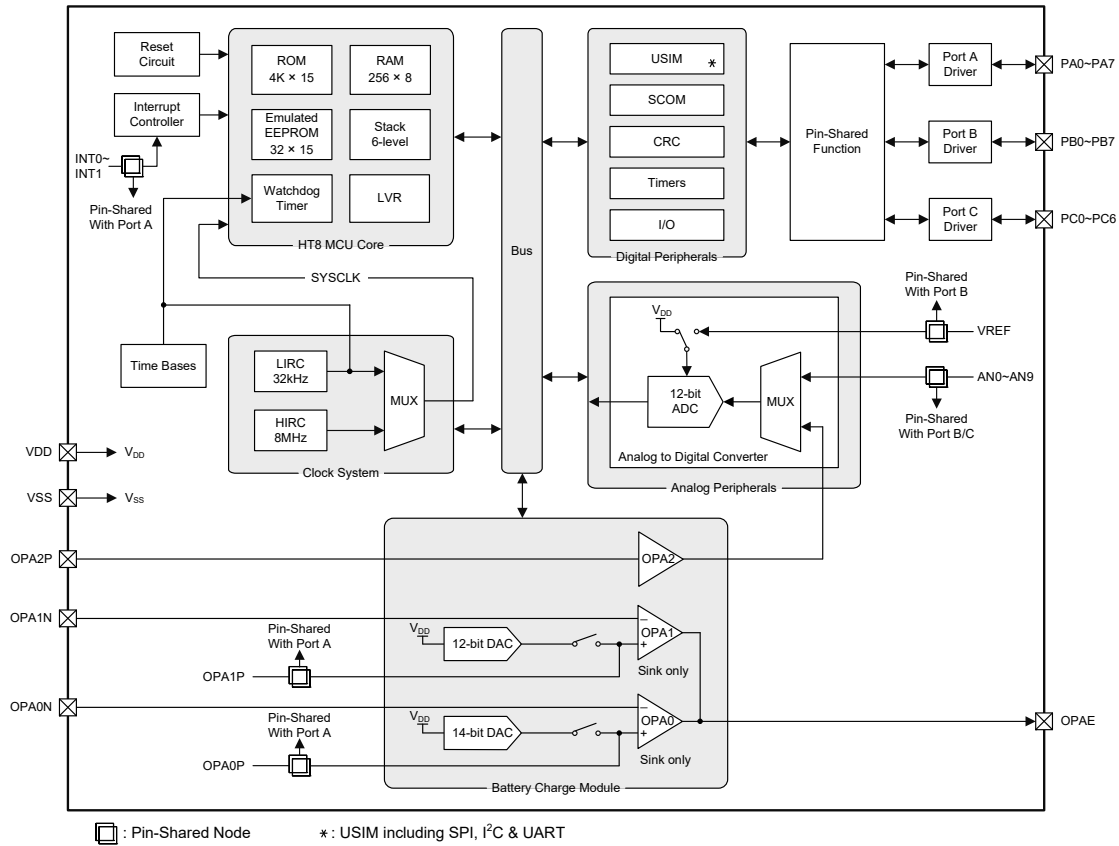 Reset
Circuit
Interrupt
Controller
INT0~
INT1
Pin-Shared
With Port A
ROM
4K × 15
RAM
256 × 8
Emulated
EEPROM
32 × 15
Stack
6-level
Watchdog
Timer
LVR
HT8 MCU Core
SYSCLK
Time Bases
LIRC
32kHz
HIRC
8MHz
MUX
Clock System
Bus
USIM
*
SCOM
CRC
Timers
I/O
Digital Peripherals
Pin-Shared
Function
Port A
Driver
Port B
Driver
Port C
Driver
PA0~PA7
PB0~PB7
PC0~PC6
Pin-Shared
With Port B
VREF
AN0~AN9
Pin-Shared
With Port B/C
VDD
12-bit
ADC
MUX
Analog to Digital Converter
Analog Peripherals
VDD
VDD
VSS
VSS
OPA2P
OPA2
OPA1N
Pin-Shared
With Port A
OPA1P
VDD
12-bit DAC
–
OPA1
+
Sink only
OPA0N
Pin-Shared
With Port A
OPA0P
VDD
14-bit DAC
–
OPA0
+
Sink only
OPAE
Battery Charge Module
: Pin-Shared Node
* : USIM including SPI, I²C & UART